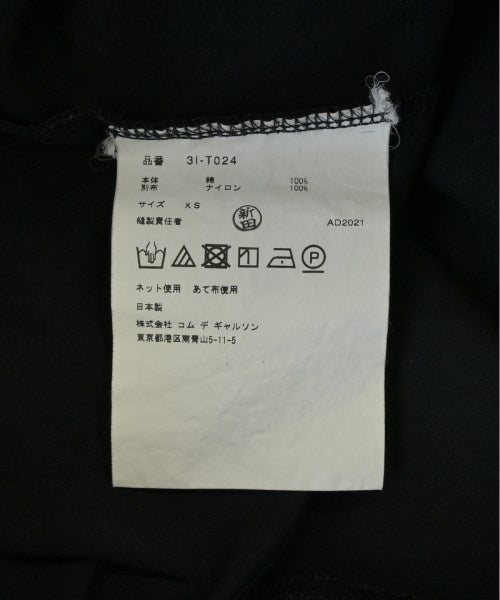 品番 3I-T024
本体 綿 100%
別布 ナイロン 100%
サイズ XS
縫製責任者 新田 AD2021
P
ネット使用 あて布使用
日本製
株式会社 コム デ ギャルソン
東京都港区南青山5-11-5